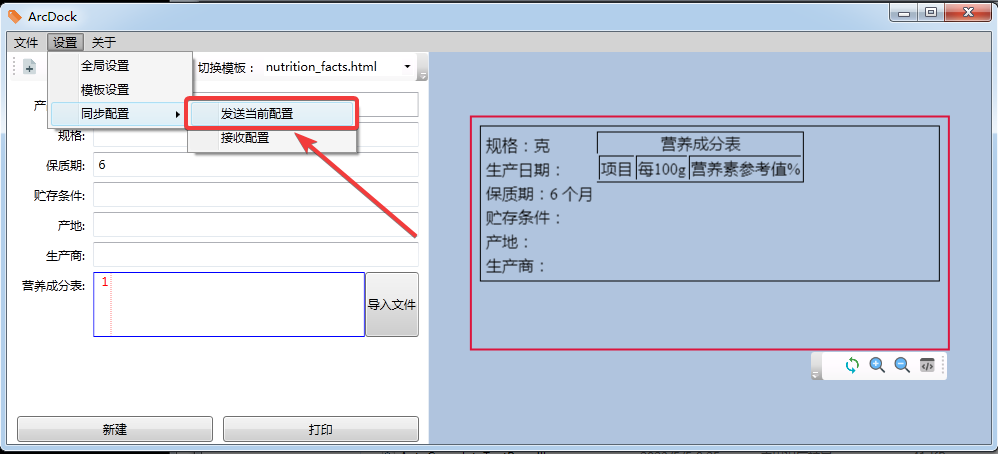 ArcDock
文件 设置 关于
全局设置
切换模板： nutrition_facts.html
模板设置
产
同步配置
发送当前配置
接收配置
规格:
保质期: 6
贮存条件:
产地:
生产商:
营养成分表: 1
导入文件
新建
打印
规格：克
营养成分表
生产日期：
项目 每100g 营养素参考值%
保质期：6 个月
贮存条件：
产地：
生产商：